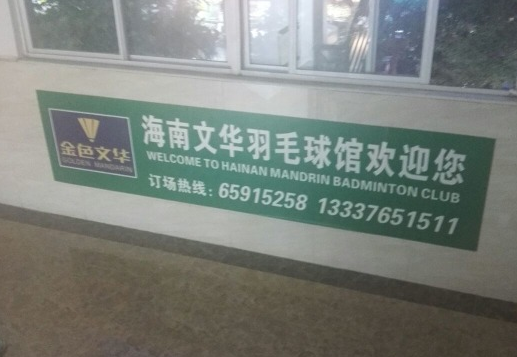 金色文华
GOLDEN MANDARIN
海南文华羽毛球馆欢迎您
WELCOME TO HAINAN MANDRIN BADMINTON CLUB
订场热线：65915258 13337651511